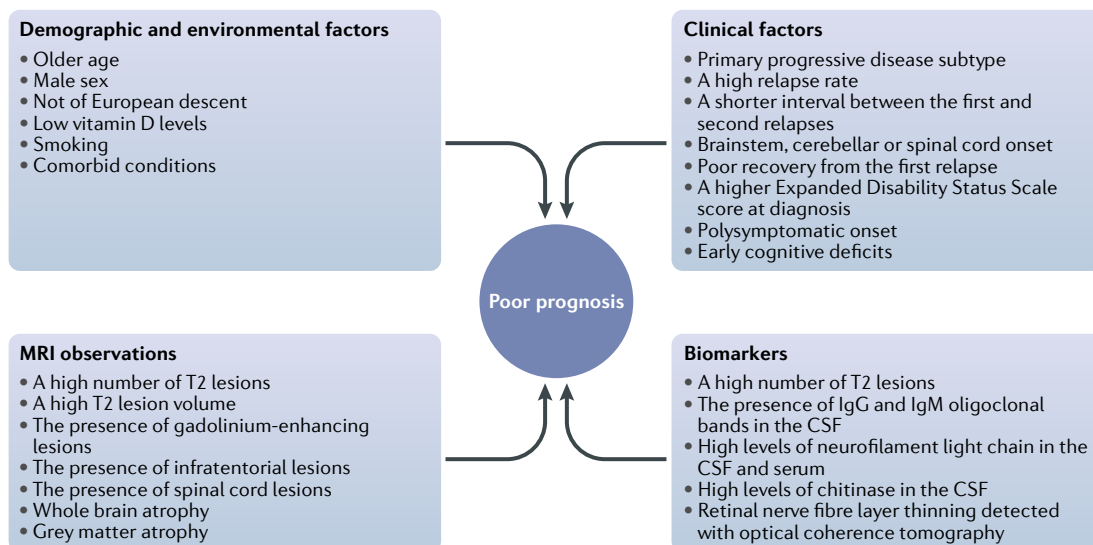 Demographic and environmental factors
• Older age
• Male sex
• Not of European descent
• Low vitamin D levels
• Smoking
• Comorbid conditions
Clinical factors
• Primary progressive disease subtype
• A high relapse rate
• A shorter interval between the first and
second relapses
• Brainstem, cerebellar or spinal cord onset
• Poor recovery from the first relapse
• A higher Expanded Disability Status Scale
score at diagnosis
• Polysymptomatic onset
• Early cognitive deficits
Poor prognosis
MRI observations
• A high number of T2 lesions
• A high T2 lesion volume
• The presence of gadolinium-enhancing
lesions
• The presence of infratentorial lesions
• The presence of spinal cord lesions
• Whole brain atrophy
• Grey matter atrophy
Biomarkers
• A high number of T2 lesions
• The presence of IgG and IgM oligoclonal
bands in the CSF
• High levels of neurofilament light chain in the
CSF and serum
• High levels of chitinase in the CSF
• Retinal nerve fibre layer thinning detected
with optical coherence tomography